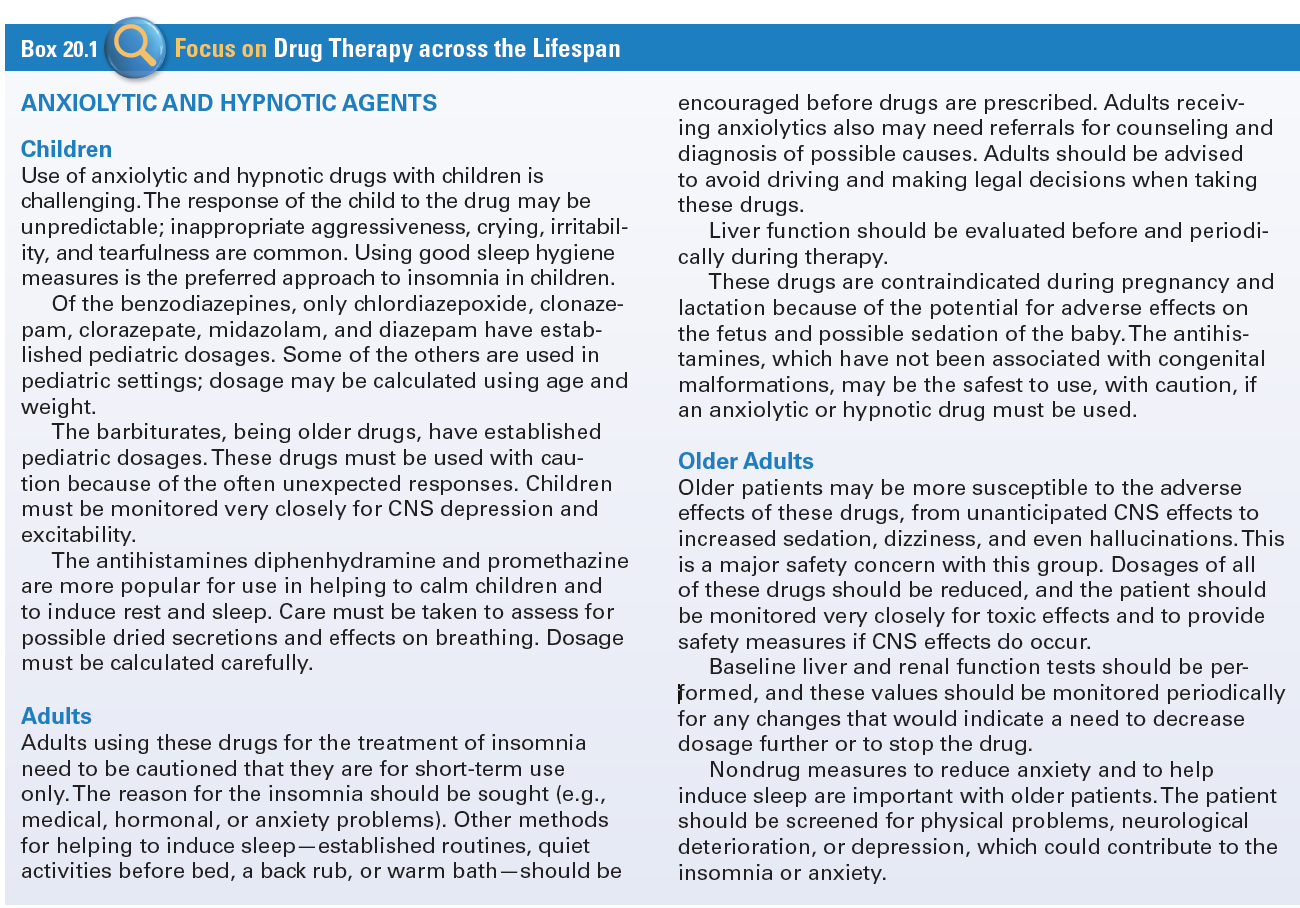 Box 20.1 Focus on Drug Therapy across the Lifespan
ANXIOLYTIC AND HYPNOTIC AGENTS
Children
Use of anxiolytic and hypnotic drugs with children is
challenging. The response of the child to the drug may be
unpredictable; inappropriate aggressiveness, crying, irritabil-
ity, and tearfulness are common. Using good sleep hygiene
measures is the preferred approach to insomnia in children.
Of the benzodiazepines, only chlordiazepoxide, clonaze-
pam, clorazepate, midazolam, and diazepam have estab-
lished pediatric dosages. Some of the others are used in
pediatric settings; dosage may be calculated using age and
weight.
The barbiturates, being older drugs, have established
pediatric dosages. These drugs must be used with cau-
tion because of the often unexpected responses. Children
must be monitored very closely for CNS depression and
excitability.
The antihistamines diphenhydramine and promethazine
are more popular for use in helping to calm children and
to induce rest and sleep. Care must be taken to assess for
possible dried secretions and effects on breathing. Dosage
must be calculated carefully.
Adults
Adults using these drugs for the treatment of insomnia
need to be cautioned that they are for short-term use
only. The reason for the insomnia should be sought (e.g.,
medical, hormonal, or anxiety problems). Other methods
for helping to induce sleep—established routines, quiet
activities before bed, a back rub, or warm bath—should be
encouraged before drugs are prescribed. Adults receiv-
ing anxiolytics also may need referrals for counseling and
diagnosis of possible causes. Adults should be advised
to avoid driving and making legal decisions when taking
these drugs.
Liver function should be evaluated before and periodi-
cally during therapy.
These drugs are contraindicated during pregnancy and
lactation because of the potential for adverse effects on
the fetus and possible sedation of the baby. The antihis-
tamines, which have not been associated with congenital
malformations, may be the safest to use, with caution, if
an anxiolytic or hypnotic drug must be used.
Older Adults
Older patients may be more susceptible to the adverse
effects of these drugs, from unanticipated CNS effects to
increased sedation, dizziness, and even hallucinations. This
is a major safety concern with this group. Dosages of all
of these drugs should be reduced, and the patient should
be monitored very closely for toxic effects and to provide
safety measures if CNS effects do occur.
Baseline liver and renal function tests should be per-
formed, and these values should be monitored periodically
for any changes that would indicate a need to decrease
dosage further or to stop the drug.
Nondrug measures to reduce anxiety and to help
induce sleep are important with older patients. The patient
should be screened for physical problems, neurological
deterioration, or depression, which could contribute to the
insomnia or anxiety.